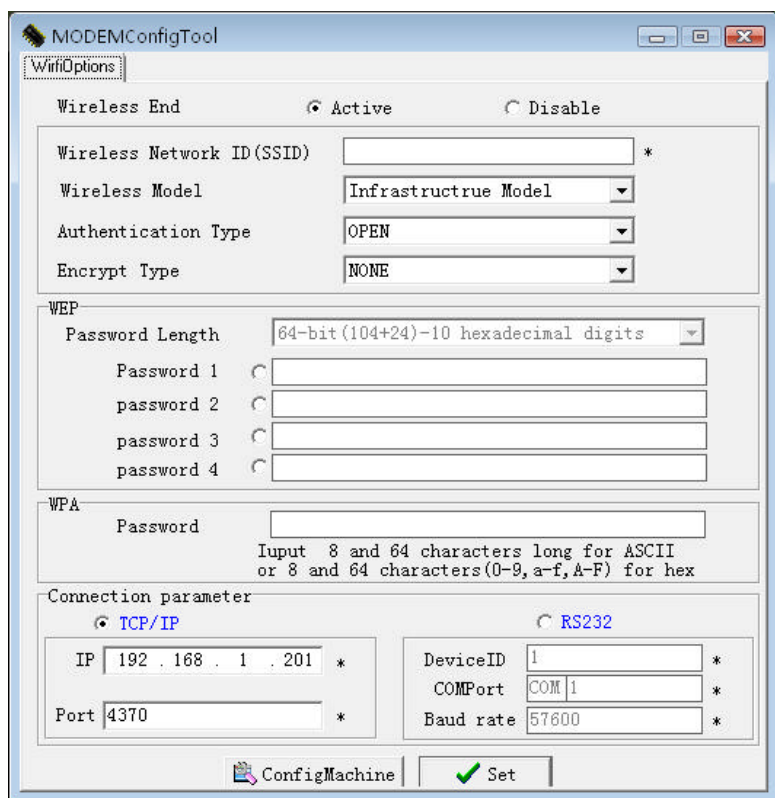 MODEMConfigTool
WirfiOptions
Wireless End Active Disable
Wireless Network ID(SSID) *
Wireless Model Infrastructrue Model
Authentication Type OPEN
Encrypt Type NONE
WEP
Password Length 64-bit(104+24)-10 hexadecimal digits
Password 1
password 2
password 3
password 4
WPA
Password
Iuput 8 and 64 characters long for ASCII
or 8 and 64 characters(0-9,a-f,A-F) for hex
Connection parameter
TCP/IP RS232
IP 192 . 168 . 1 . 201 * DeviceID 1 *
COMPort COM 1 *
Port 4370 * Baud rate 57600 *
ConfigMachine Set